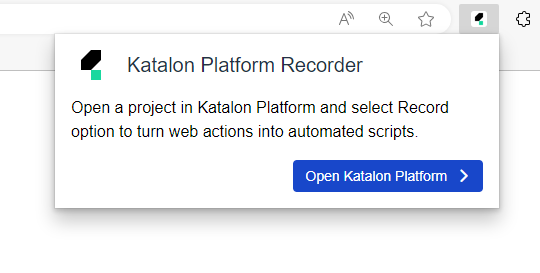 A
Katalon Platform Recorder
Open a project in Katalon Platform and select Record
option to turn web actions into automated scripts.
Open Katalon Platform